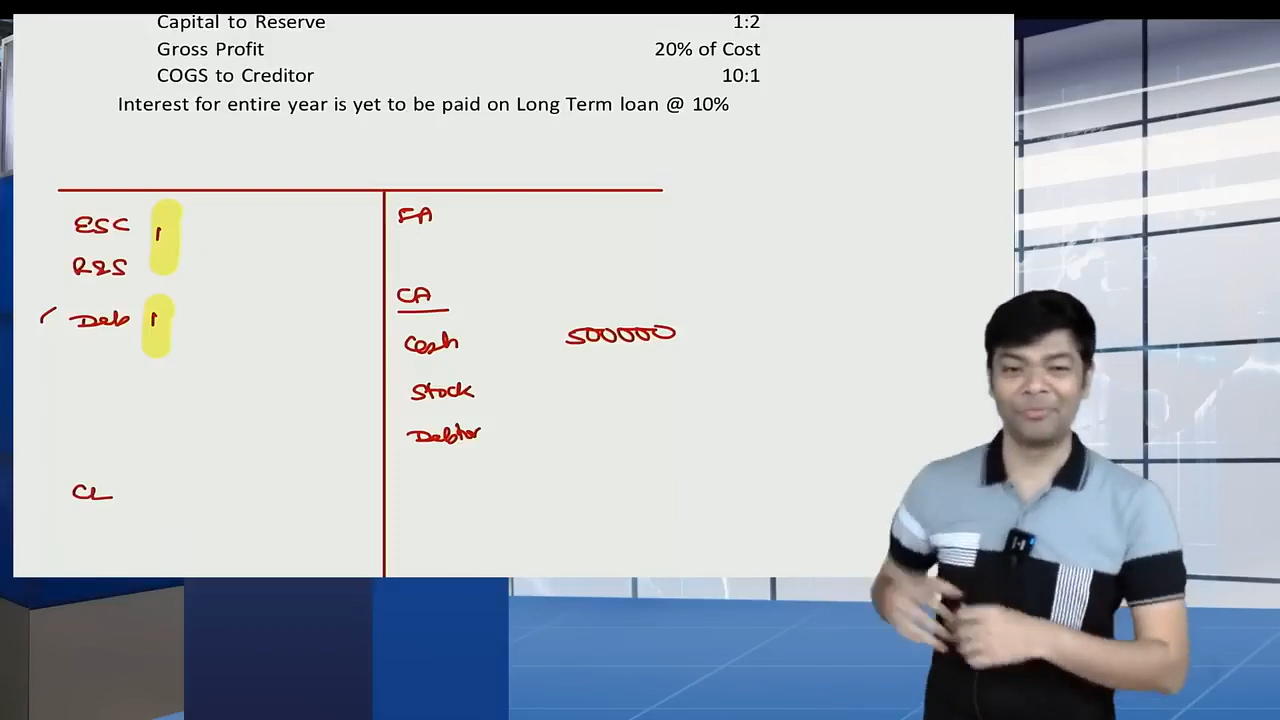 Capital to Reserve 1:2
Gross Profit 20% of Cost
COGS to Creditor 10:1
Interest for entire year is yet to be paid on Long Term loan @ 10%
ESC 1
R&S
Deb 1
CL
FA
CA
Cash 500000
Stock
Debtor